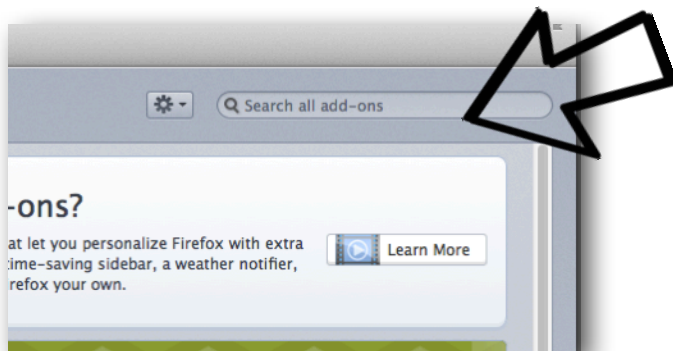 Search all add-ons
-ons?
at let you personalize Firefox with extra
time-saving sidebar, a weather notifier,
refox your own.
Learn More